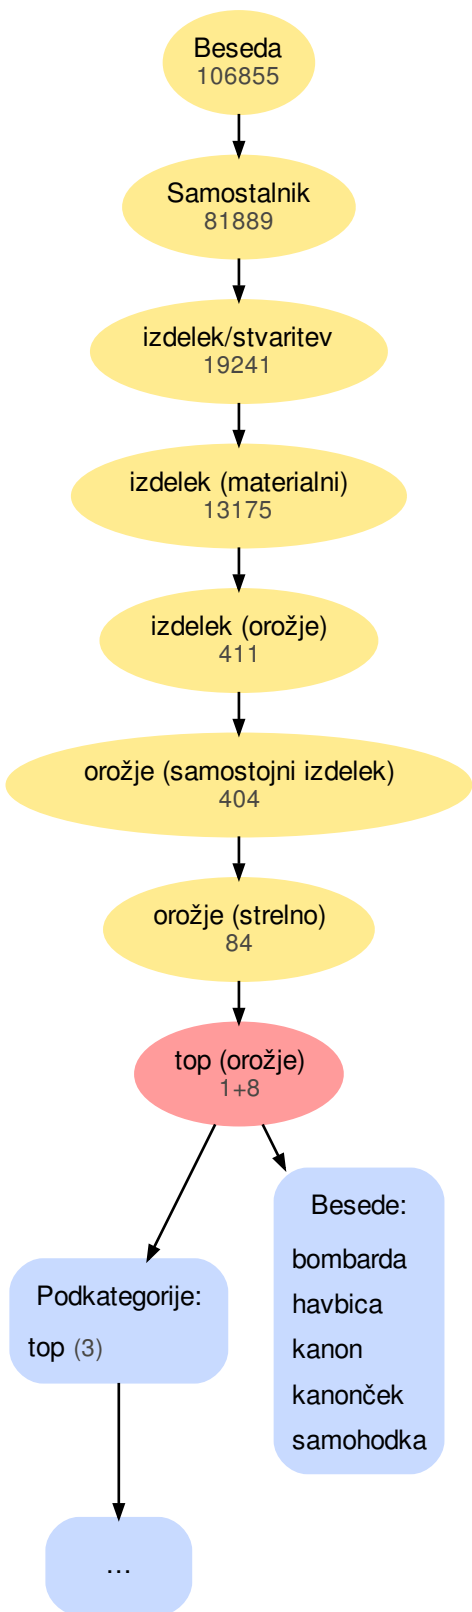 Beseda
106855
Samostalnik
81889
izdelek/stvaritev
19241
izdelek (materialni)
13175
izdelek (orožje)
411
orožje (samostojni izdelek)
404
orožje (strelno)
84
top (orožje)
1+8
Podkategorije:
top (3)
...
Besede:
bombarda
havbica
kanon
kanonček
samohodka